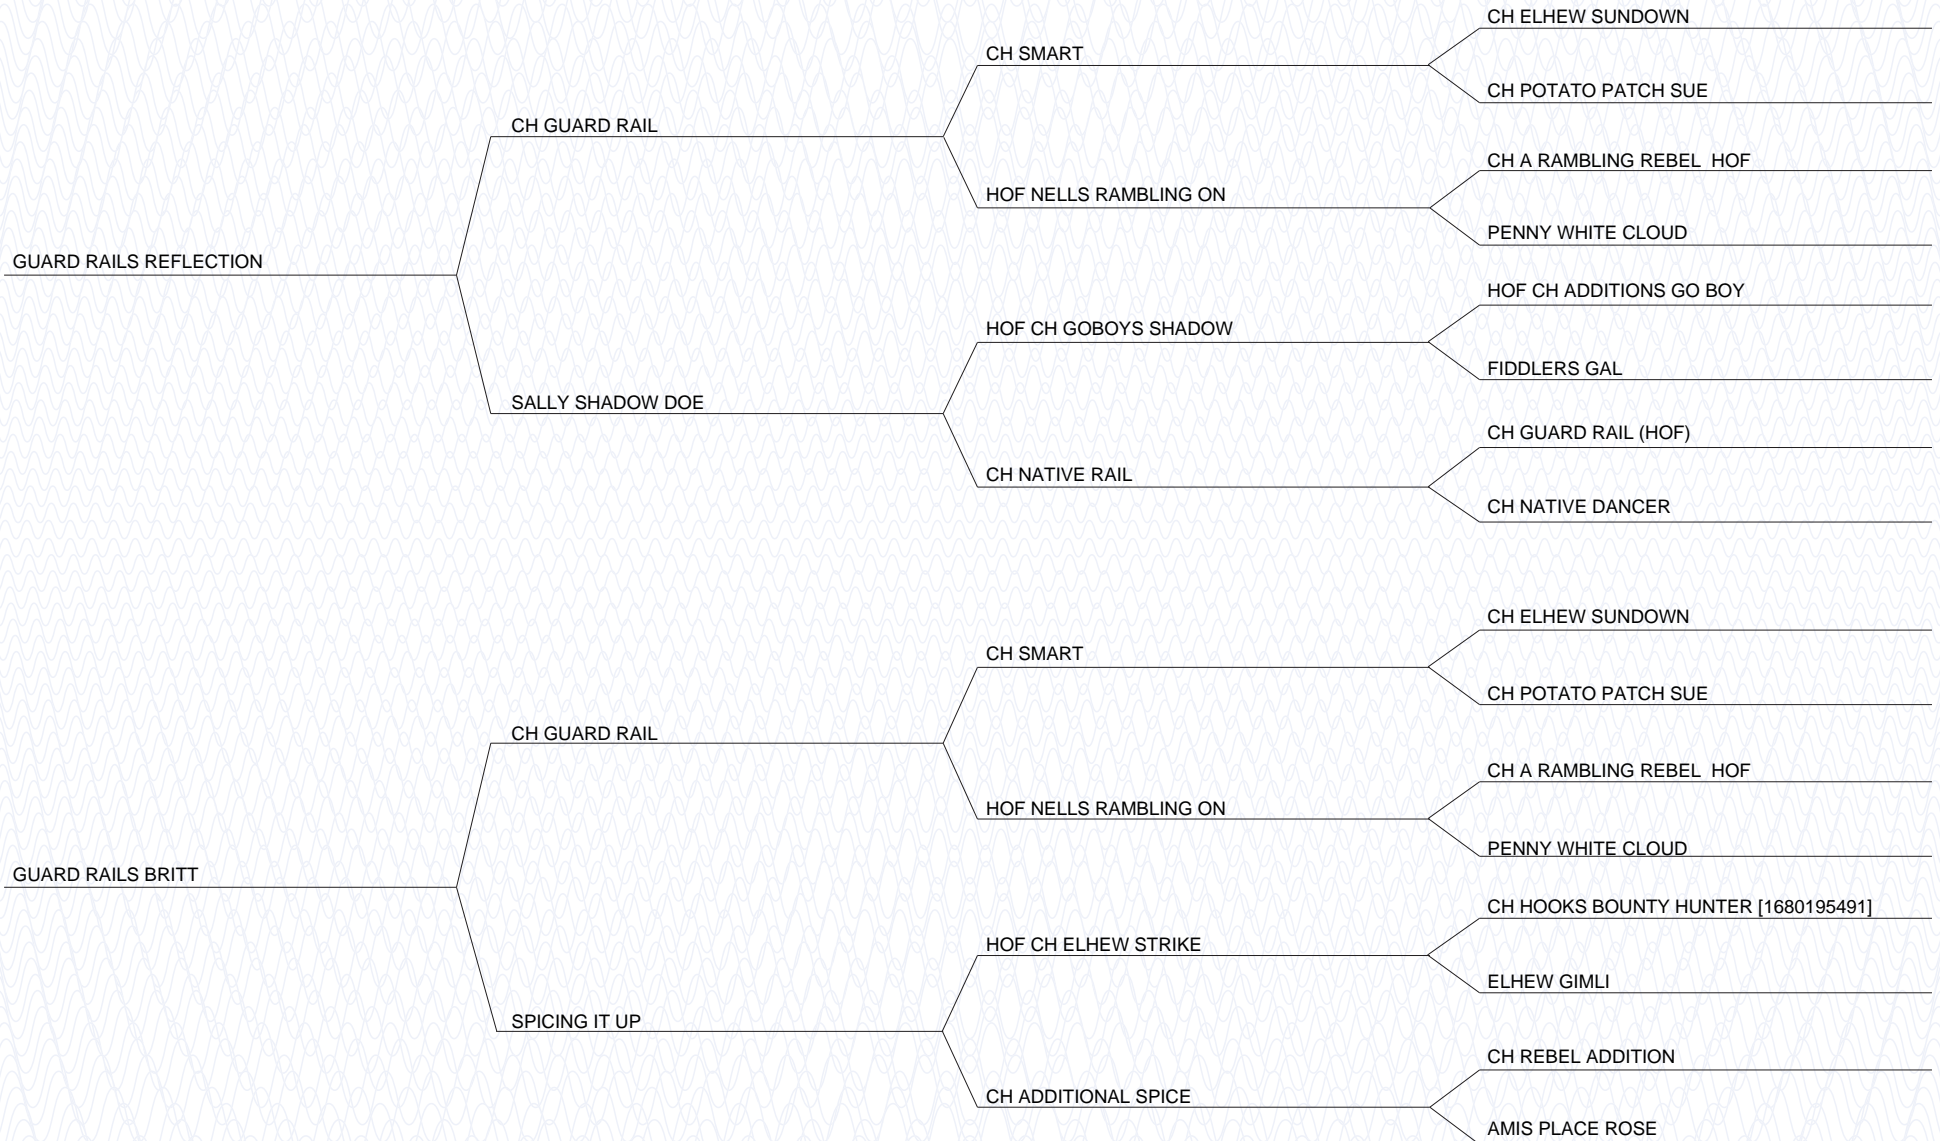 CH ELHEW SUNDOWN
CH SMART
CH POTATO PATCH SUE
CH GUARD RAIL
CH A RAMBLING REBEL  HOF
HOF NELLS RAMBLING ON
PENNY WHITE CLOUD
GUARD RAILS REFLECTION
HOF CH ADDITIONS GO BOY
HOF CH GOBOYS SHADOW
FIDDLERS GAL
SALLY SHADOW DOE
CH GUARD RAIL (HOF)
CH NATIVE RAIL
CH NATIVE DANCER
CH ELHEW SUNDOWN
CH SMART
CH POTATO PATCH SUE
CH GUARD RAIL
CH A RAMBLING REBEL  HOF
HOF NELLS RAMBLING ON
PENNY WHITE CLOUD
GUARD RAILS BRITT
CH HOOKS BOUNTY HUNTER [1680195491]
HOF CH ELHEW STRIKE
ELHEW GIMLI
SPICING IT UP
CH REBEL ADDITION
CH ADDITIONAL SPICE
AMIS PLACE ROSE